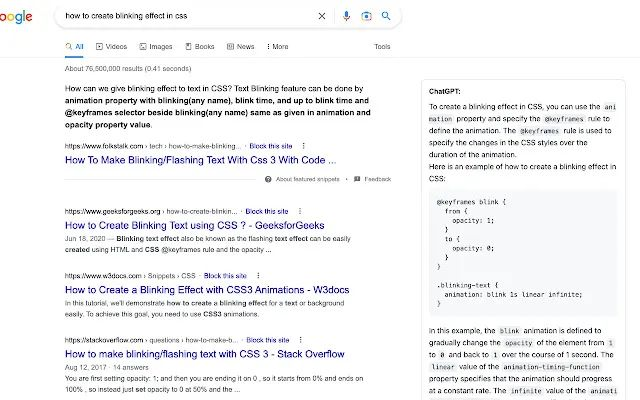 oogle
how to create blinking effect in css
All Videos Images Books News More Tools
About 76,500,000 results (0.41 seconds)
How can we give blinking effect to text in CSS? Text Blinking feature can be done by
animation property with blinking(any name), blink time, and up to blink time and
@keyframes selector beside blinking(any name) same as given in animation and
opacity property value.
https://www.folkstalk.com › tech › how-to-make-blinking... · Block this site
How To Make Blinking/Flashing Text With Css 3 With Code ...
About featured snippets • Feedback
https://www.geeksforgeeks.org › how-to-create-blinkin... · Block this site
How to Create Blinking Text using CSS ? - GeeksforGeeks
Jun 18, 2020 — Blinking text effect also be known as the flashing text effect can be easily
created using HTML and CSS @keyframes rule and the opacity ...
https://www.w3docs.com › Snippets › CSS · Block this site
How to Create a Blinking Effect with CSS3 Animations - W3docs
In this tutorial, we'll demonstrate how to create a blinking effect for a text or background
easily. To achieve this goal, you need to use CSS3 animations.
https://stackoverflow.com › questions › how-to-make-b... · Block this site
How to make blinking/flashing text with CSS 3 - Stack Overflow
Aug 12, 2017 · 14 answers
You are first setting opacity: 1; and then you are ending it on 0 , so it starts from 0% and ends on
100% , so instead just set opacity to 0 at 50% and the ...
ChatGPT:
To create a blinking effect in CSS, you can use the ani
mation property and specify the @keyframes rule to
define the animation. The @keyframes rule is used to
specify the changes in the CSS styles over the
duration of the animation.
Here is an example of how to create a blinking effect in
CSS:
@keyframes blink {
from {
opacity: 1;
}
to {
opacity: 0;
}
}
.blinking-text {
animation: blink 1s linear infinite;
}
In this example, the blink animation is defined to
gradually change the opacity of the element from 1
to 0 and back to 1 over the course of 1 second. The
linear value of the animation-timing-function
property specifies that the animation should progress
at a constant rate. The infinite value of the animati